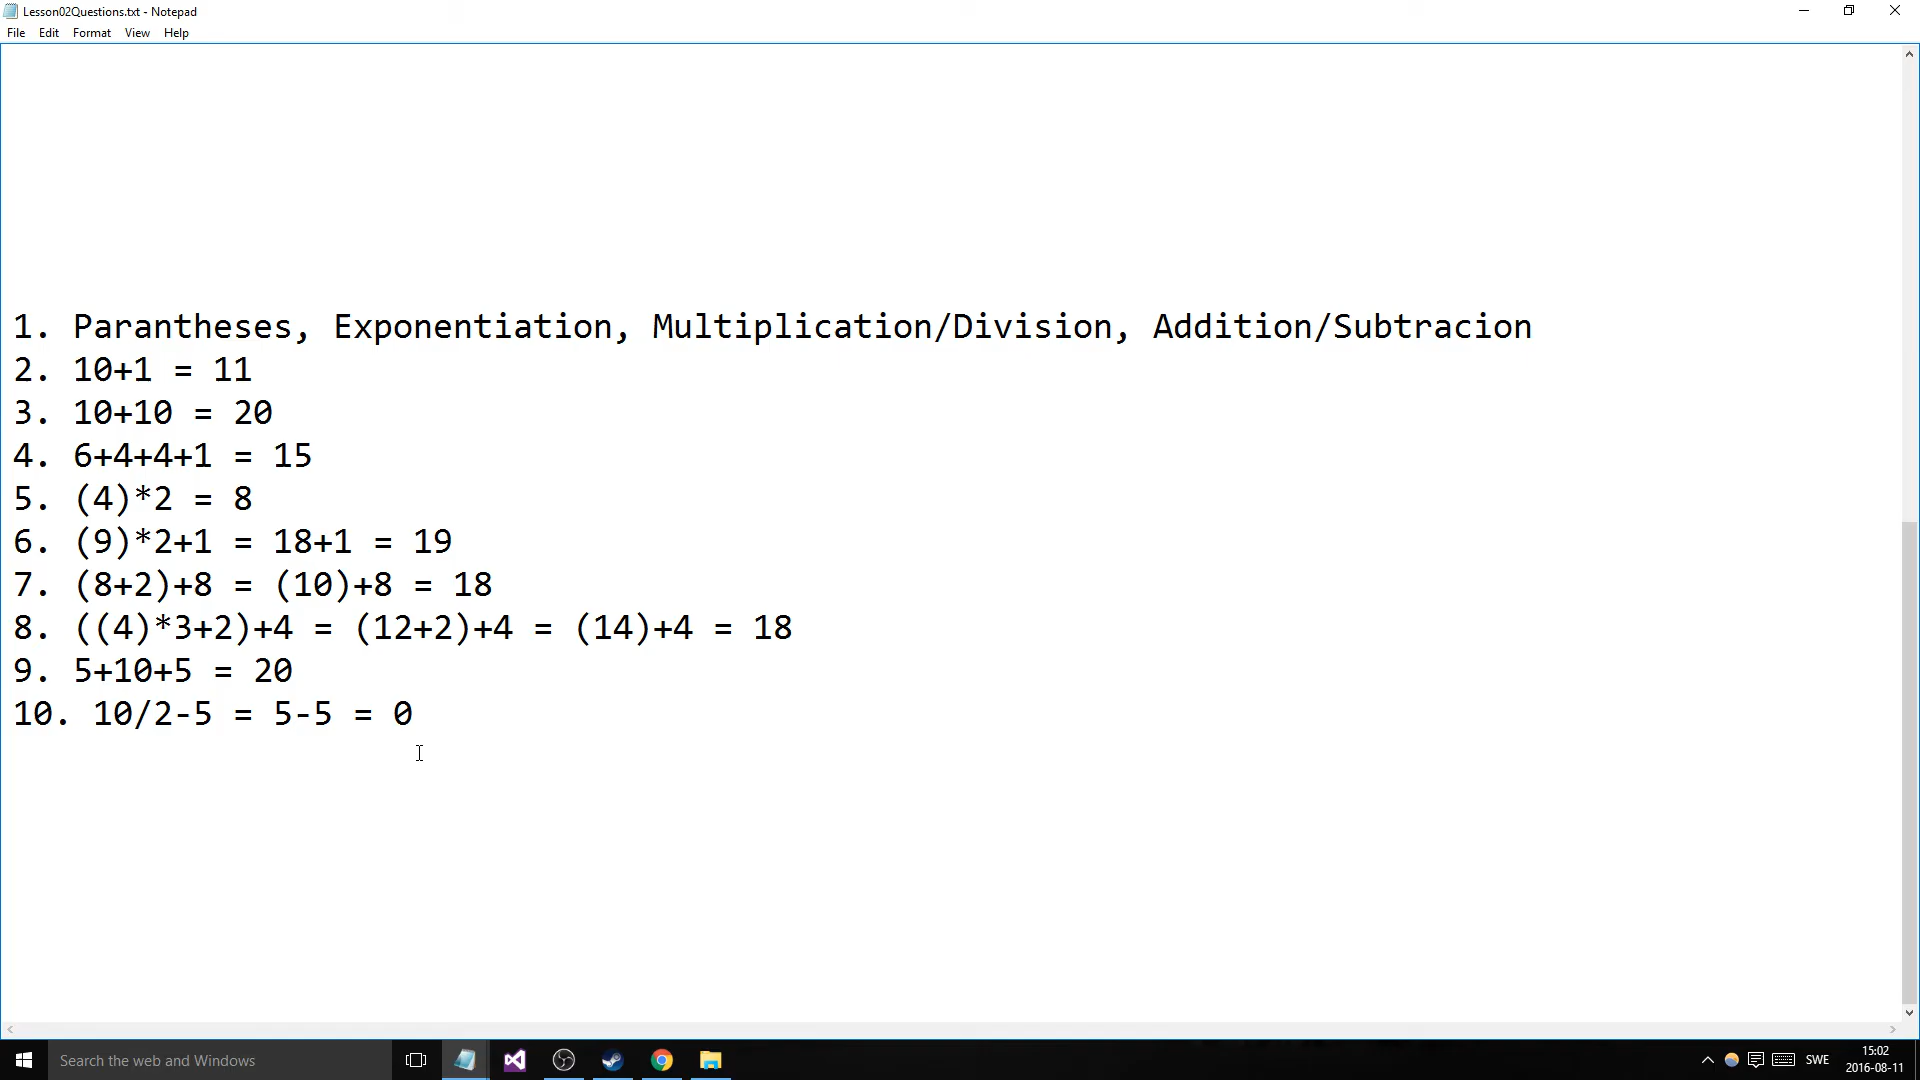 Lesson02Questions.txt - Notepad
File Edit Format View Help
1. Parantheses, Exponentiation, Multiplication/Division, Addition/Subtracion
2. 10+1 = 11
3. 10+10 = 20
4. 6+4+4+1 = 15
5. (4)*2 = 8
6. (9)*2+1 = 18+1 = 19
7. (8+2)+8 = (10)+8 = 18
8. ((4)*3+2)+4 = (12+2)+4 = (14)+4 = 18
9. 5+10+5 = 20
10. 10/2-5 = 5-5 = 0
Search the web and Windows
SWE
15:02
2016-08-11